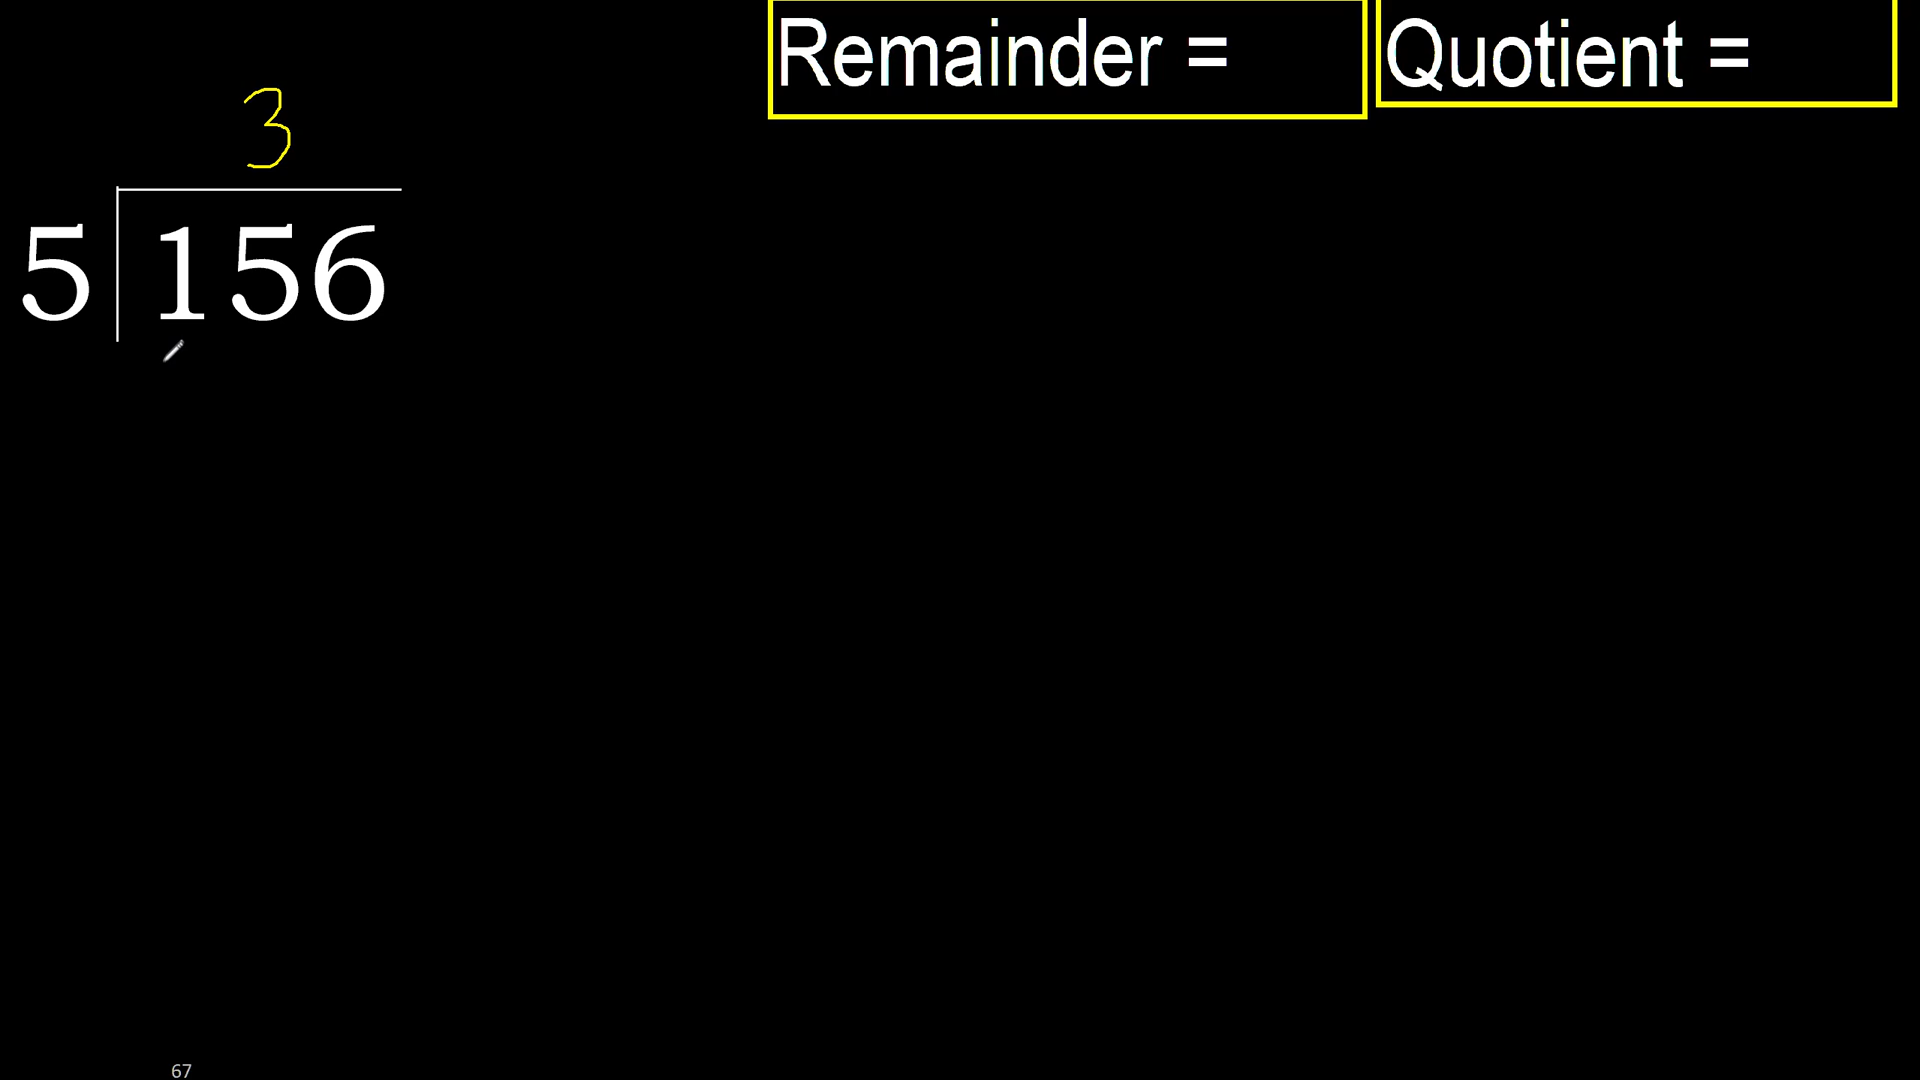 Remainder = Quotient =
3
5 156
67